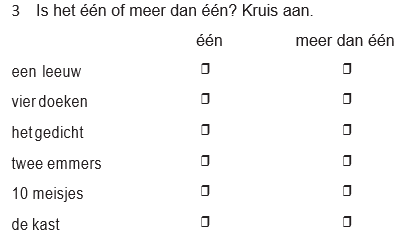 3 Is het één of meer dan één? Kruis aan.
één meer dan één
een leeuw ❒ ❒
vier doeken ❒ ❒
het gedicht ❒ ❒
twee emmers ❒ ❒
10 meisjes ❒ ❒
de kast ❒ ❒